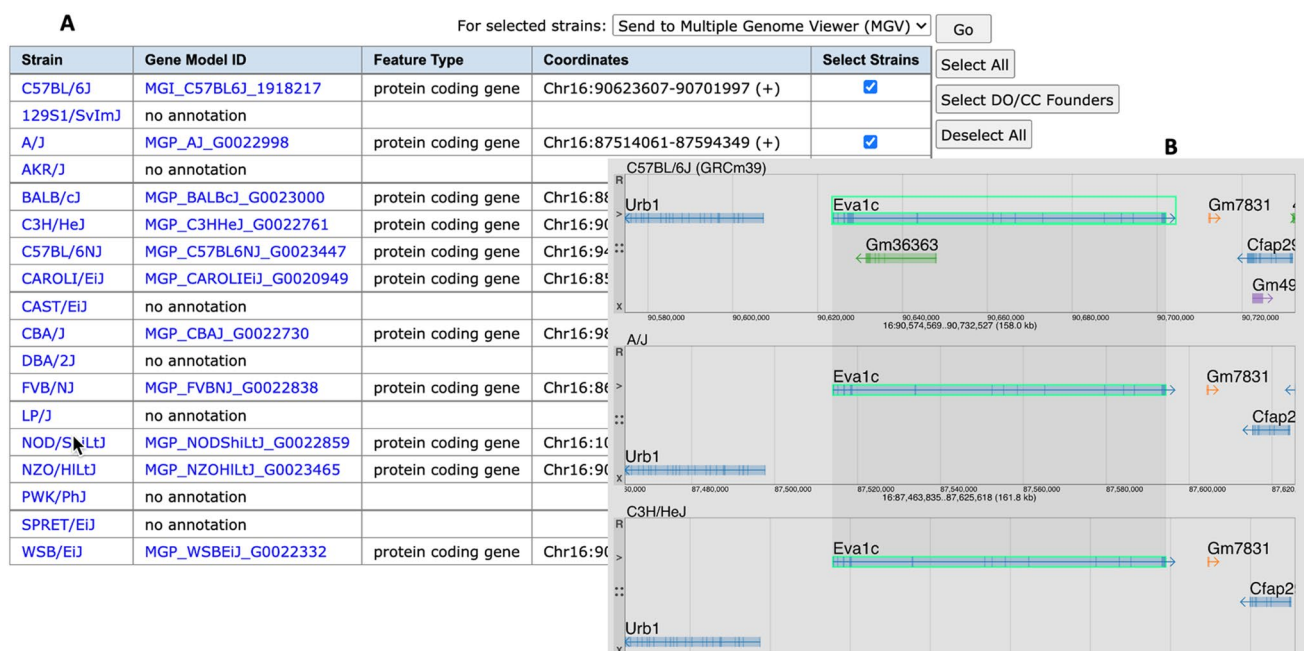 A
For selected strains: Send to Multiple Genome Viewer (MGV) Go
Strain Gene Model ID Feature Type Coordinates Select Strains
Select All
C57BL/6J MGI_C57BL6J_1918217 protein coding gene Chr16:90623607-90701997 (+)
Select DO/CC Founders
129S1/SvImJ no annotation
Deselect All
A/J MGP_AJ_G0022998 protein coding gene Chr16:87514061-87594349 (+)
AKR/J no annotation
BALB/cJ MGP_BALBcJ_G0023000 protein coding gene Chr16:88
C3H/HeJ MGP_C3HHeJ_G0022761 protein coding gene Chr16:90
C57BL/6NJ MGP_C57BL6NJ_G0023447 protein coding gene Chr16:94
CAROLI/EiJ MGP_CAROLIEiJ_G0020949 protein coding gene Chr16:85
CAST/EiJ no annotation
CBA/J MGP_CBAJ_G0022730 protein coding gene Chr16:98
DBA/2J no annotation
FVB/NJ MGP_FVBNJ_G0022838 protein coding gene Chr16:86
LP/J no annotation
NOD/ShiLtJ MGP_NODShiLtJ_G0022859 protein coding gene Chr16:10
NZO/HlLtJ MGP_NZOHlLtJ_G0023465 protein coding gene Chr16:90
PWK/PhJ no annotation
SPRET/EiJ no annotation
WSB/EiJ MGP_WSBEiJ_G0022332 protein coding gene Chr16:90
B
C57BL/6J (GRCm39)
R
Urb1 Eva1c Gm7831
>
Gm36363 Cfap29
Gm49
X
90,580,000 90,600,000 90,620,000 90,640,000 90,660,000 90,680,000 90,700,000 90,720,000
16:90,574,569..90,732,527 (158.0 kb)
A/J
R
Eva1c Gm7831
>
Cfap2
Urb1
X
87,480,000 87,500,000 87,520,000 87,540,000 87,560,000 87,580,000 87,600,000 87,620
16:87,463,835..87,625,618 (161.8 kb)
C3H/HeJ
R
Eva1c Gm7831
>
Cfap2
Urb1
X